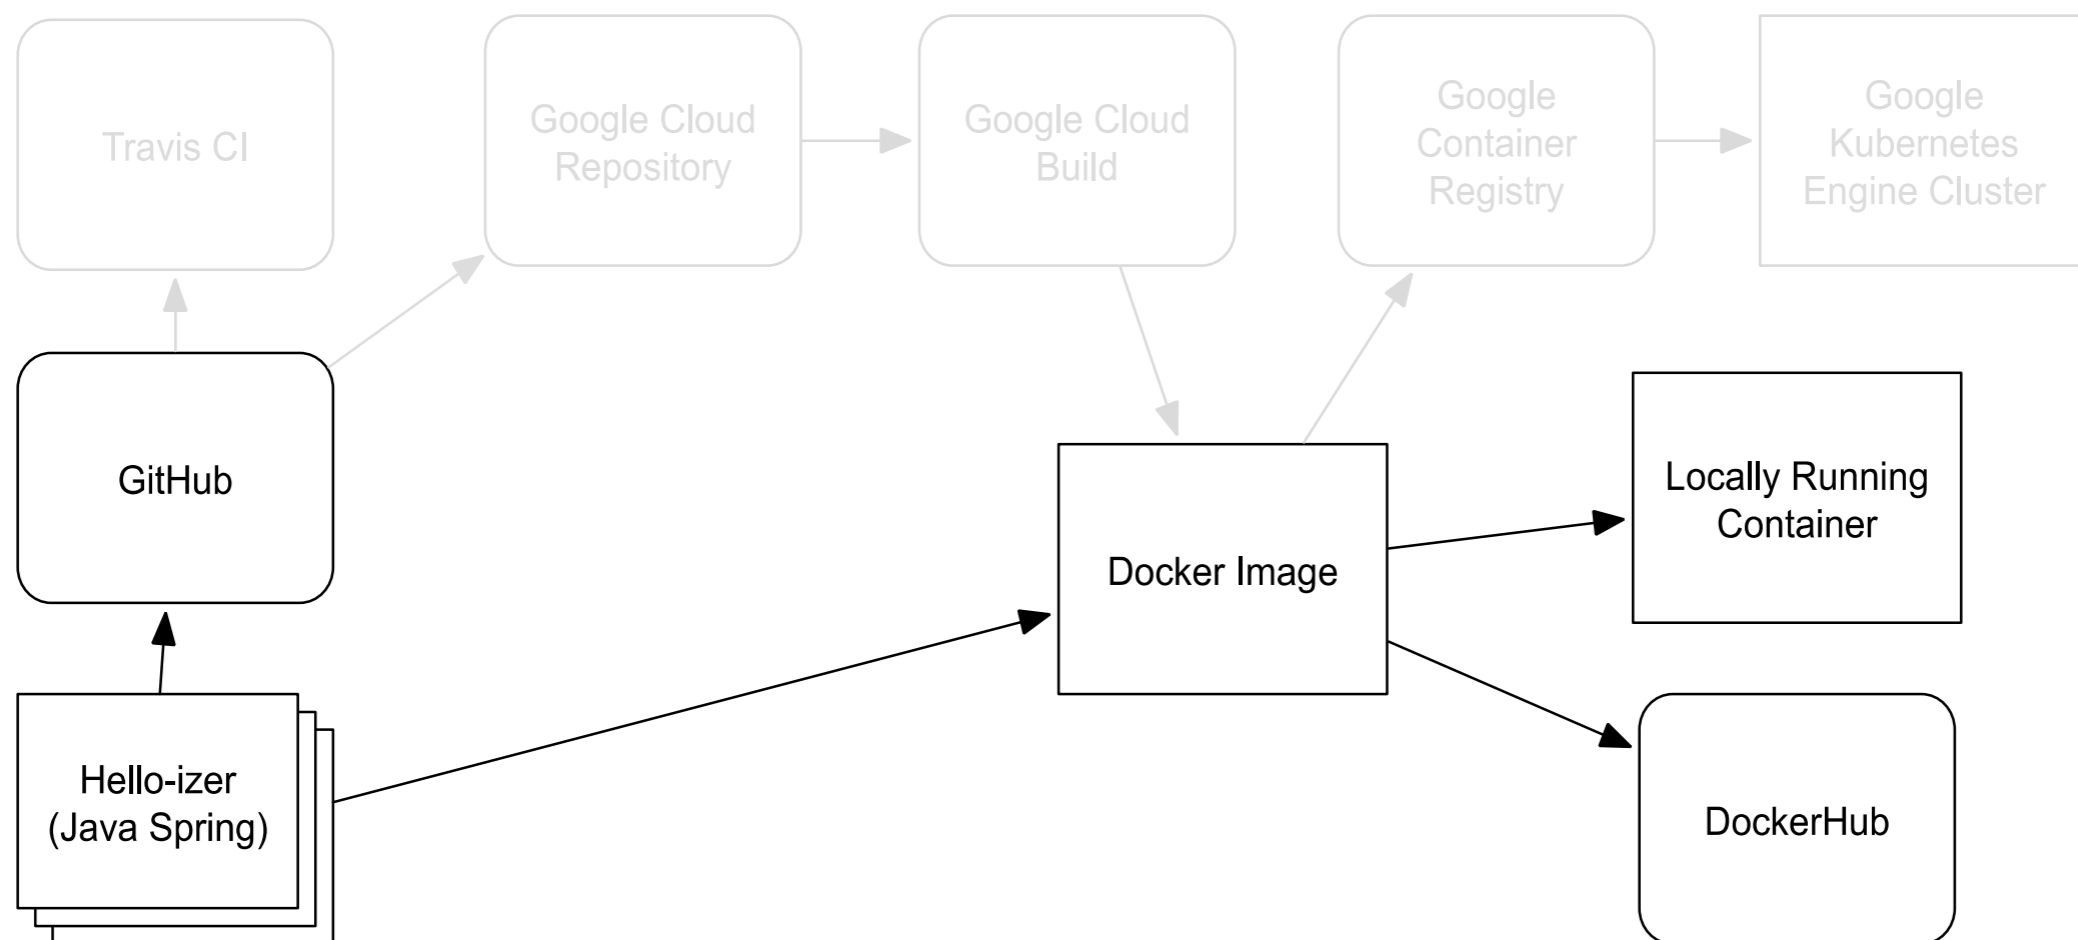 Travis CI
Google Cloud
Repository
Google Cloud
Build
Google
Container
Registry
Google
Kubernetes
Engine Cluster
GitHub
Locally Running
Container
Docker Image
Hello-izer
(Java Spring)
DockerHub